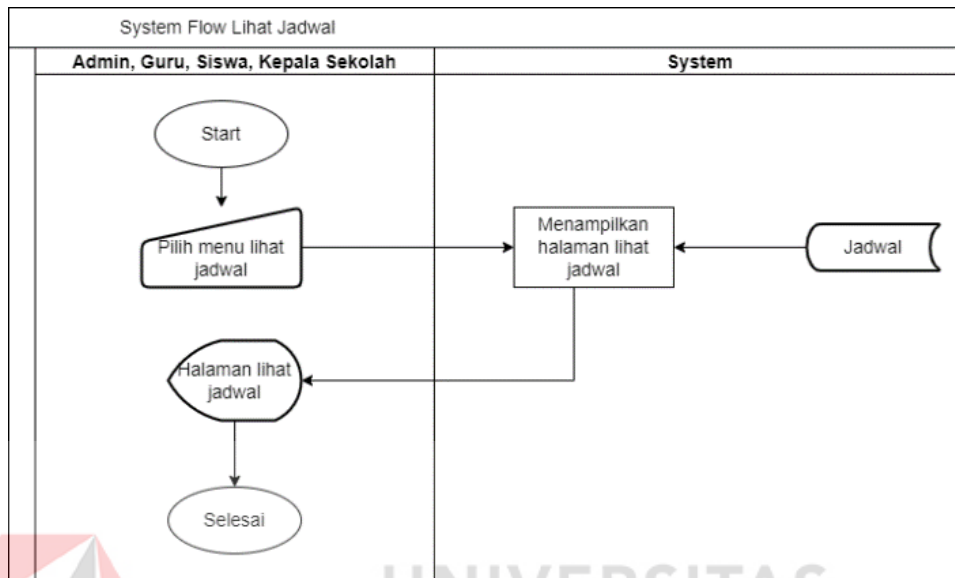 System Flow Lihat Jadwal
Admin, Guru, Siswa, Kepala Sekolah
System
Start
Pilih menu lihat
jadwal
Menampilkan
halaman lihat
jadwal
Jadwal
Halaman lihat
jadwal
Selesai
UNIVERSITAS